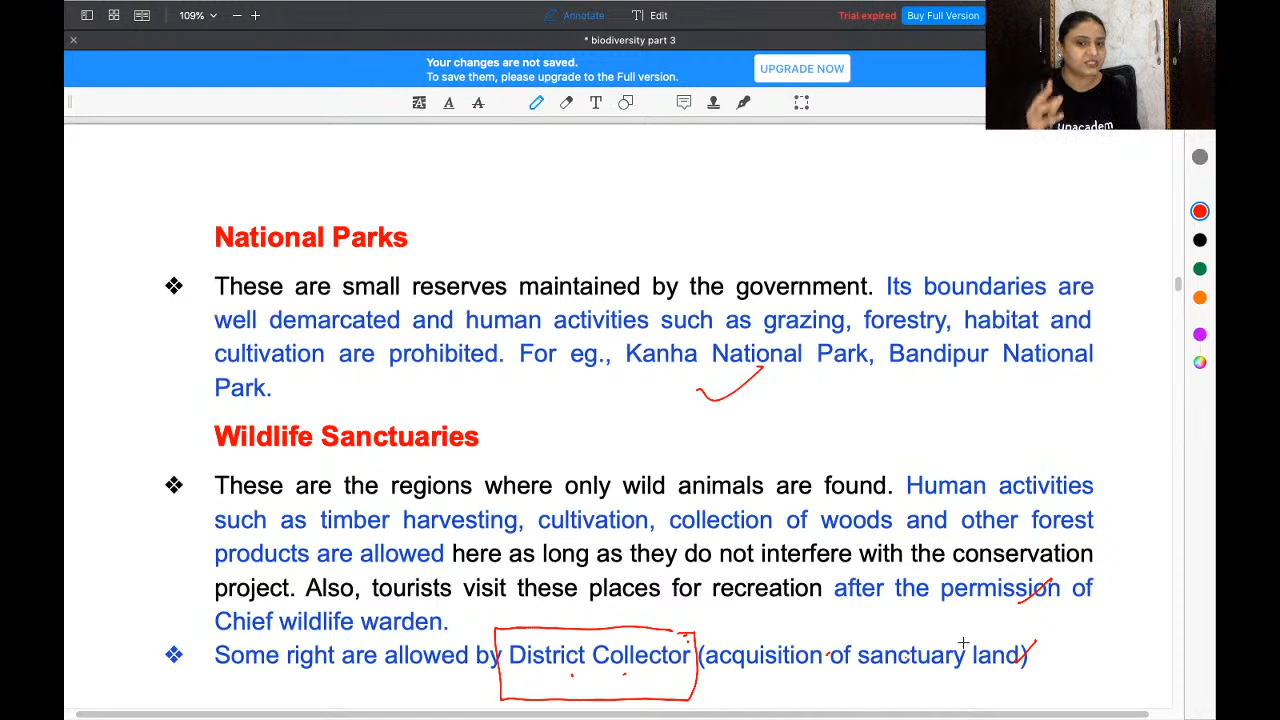 109%
Annotate
Edit
Trial expired
Buy Full Version
* biodiversity part 3
Your changes are not saved.
To save them, please upgrade to the Full version.
UPGRADE NOW
unacadem
National Parks
❖ These are small reserves maintained by the government. Its boundaries are
well demarcated and human activities such as grazing, forestry, habitat and
cultivation are prohibited. For eg., Kanha National Park, Bandipur National
Park.
Wildlife Sanctuaries
❖ These are the regions where only wild animals are found. Human activities
such as timber harvesting, cultivation, collection of woods and other forest
products are allowed here as long as they do not interfere with the conservation
project. Also, tourists visit these places for recreation after the permission of
Chief wildlife warden.
❖ Some right are allowed by District Collector (acquisition of sanctuary land)